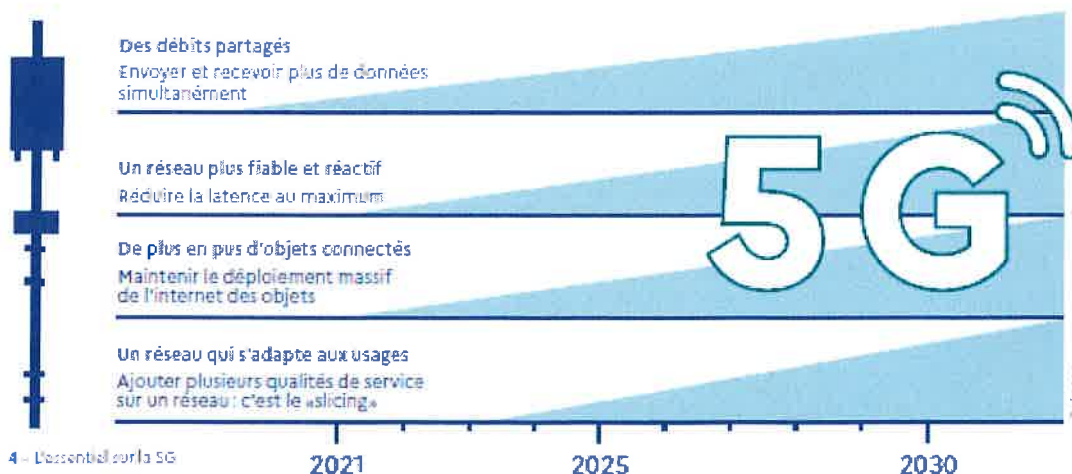 Des débits partagés
Envoyer et recevoir plus de données
simultanément
Un réseau plus fiable et réactif
Réduire la latence au maximum
De plus en pus d'objets connectés
Maintenir le déploiement massif
de l'internet des objets
Un réseau qui s'adapte aux usages
Ajouter plusieurs qualités de service
sur un réseau : c'est le «slicing»
5G
2021 2025 2030
4 – L'essentiel sur la 5G